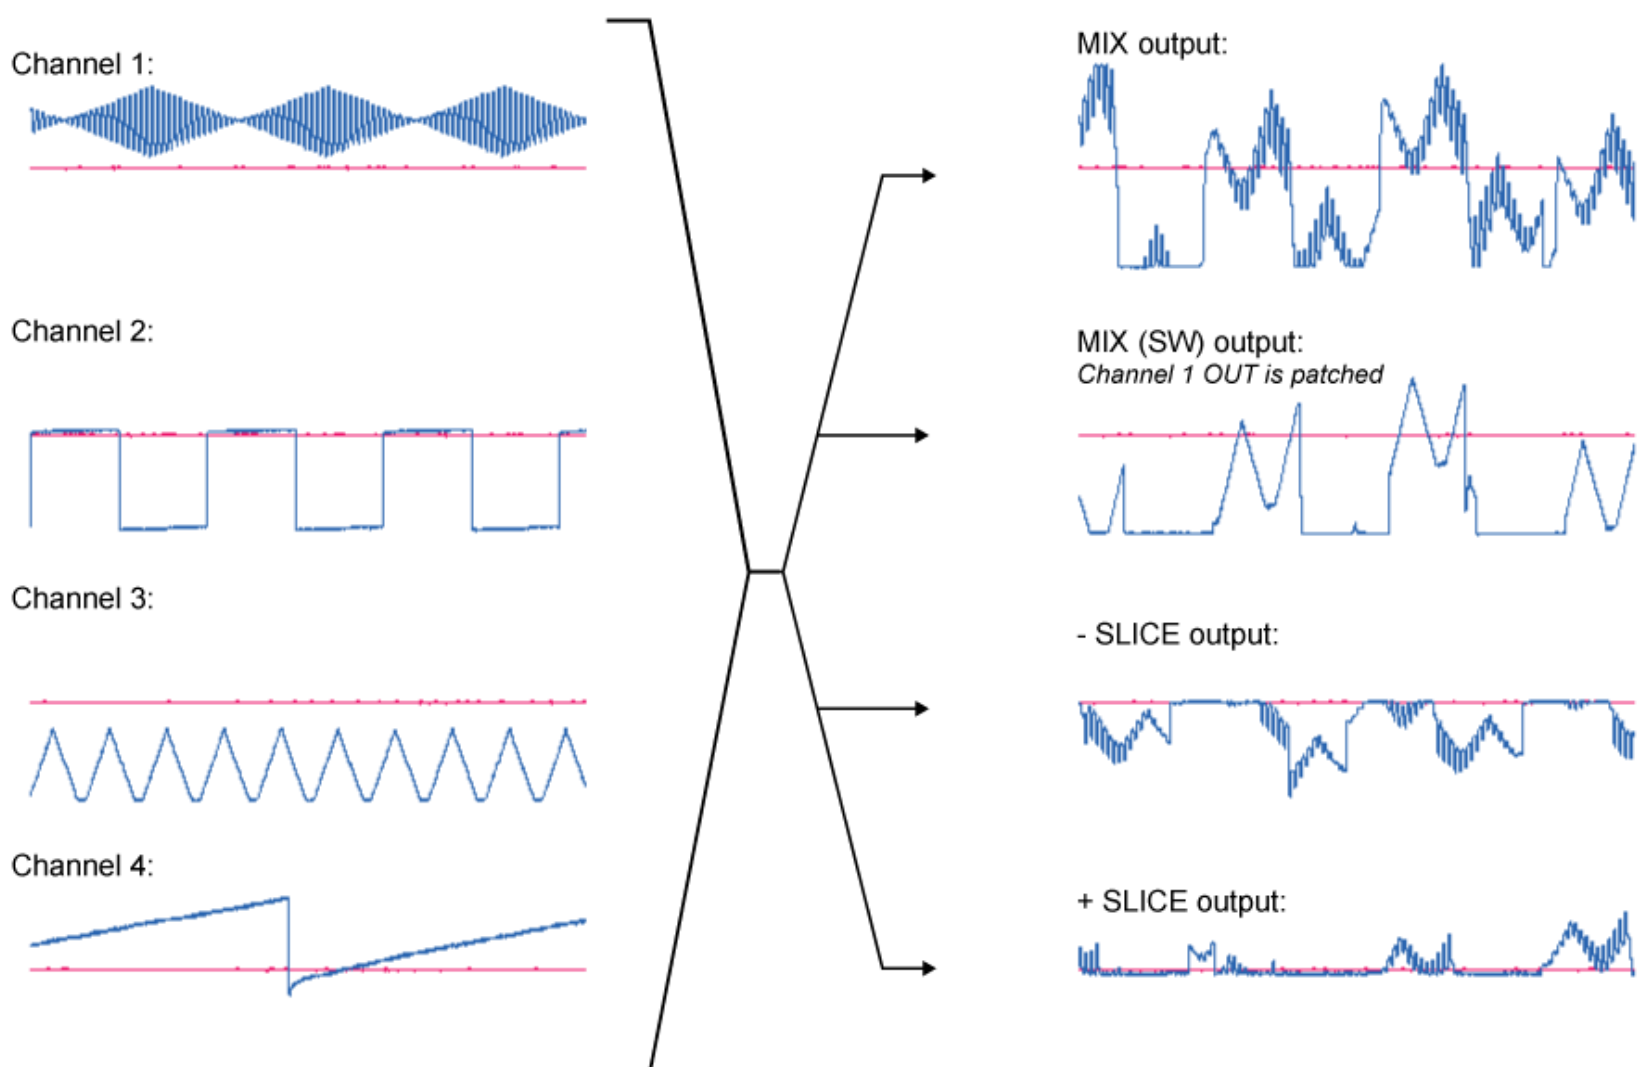 Channel 1:
Channel 2:
Channel 3:
Channel 4:
MIX output:
MIX (SW) output:
Channel 1 OUT is patched
- SLICE output:
+ SLICE output: